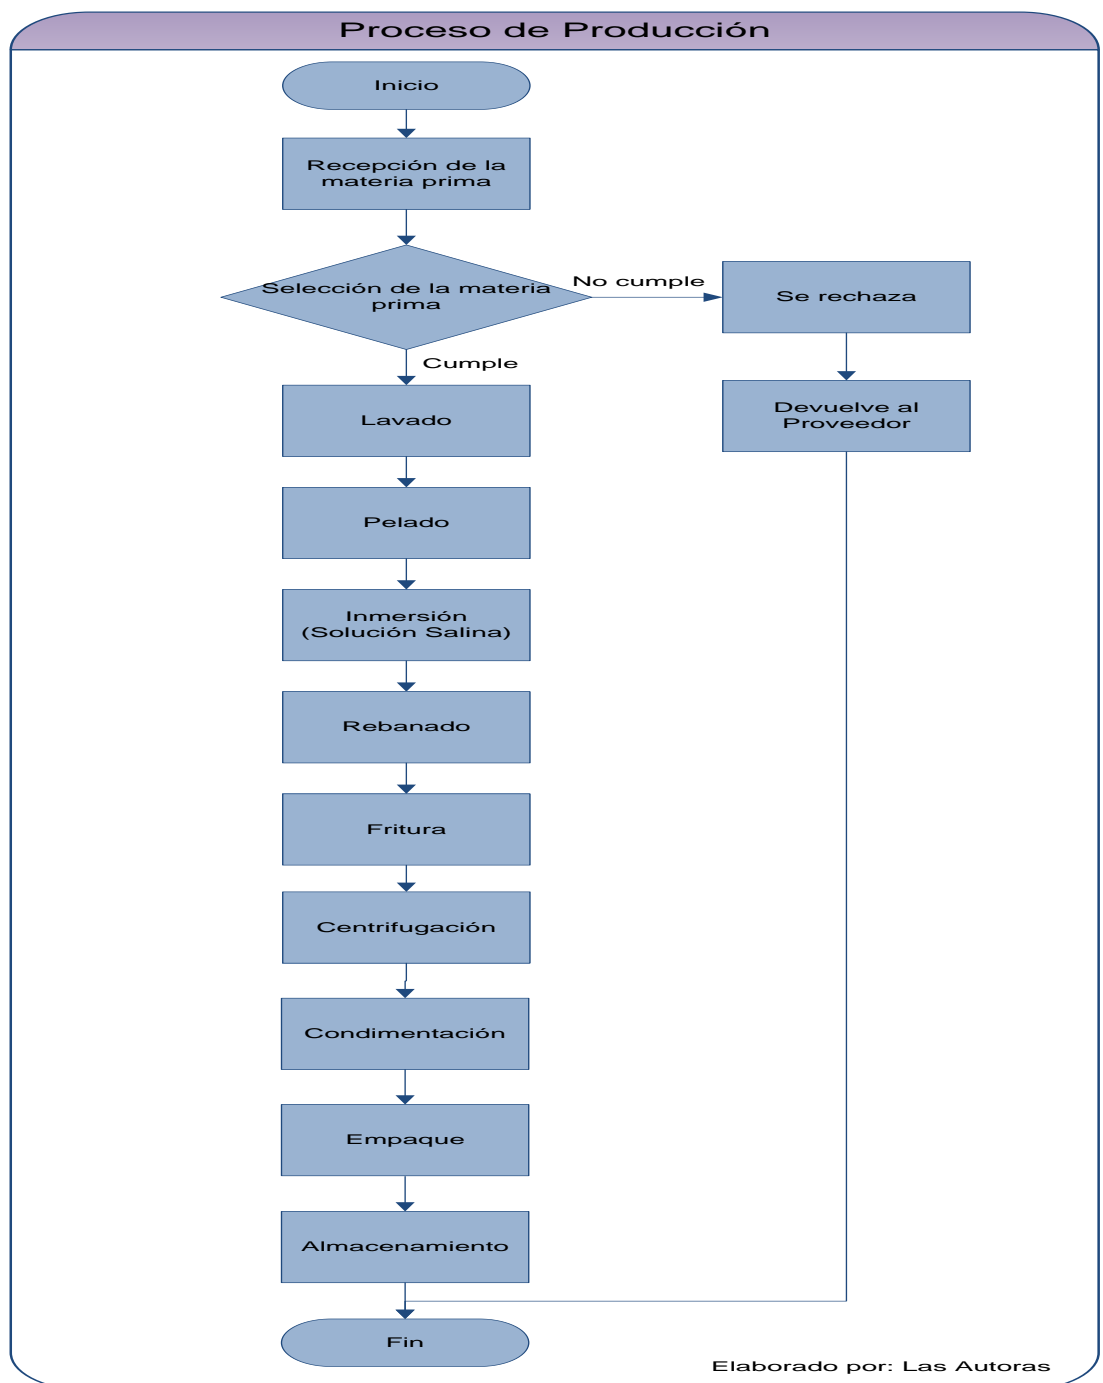 Proceso de Producción
Inicio
Recepción de la
materia prima
Selección de la materia
prima
No cumple
Se rechaza
Cumple
Devuelve al
Proveedor
Lavado
Pelado
Inmersión
(Solución Salina)
Rebanado
Fritura
Centrifugación
Condimentación
Empaque
Almacenamiento
Fin
Elaborado por: Las Autoras